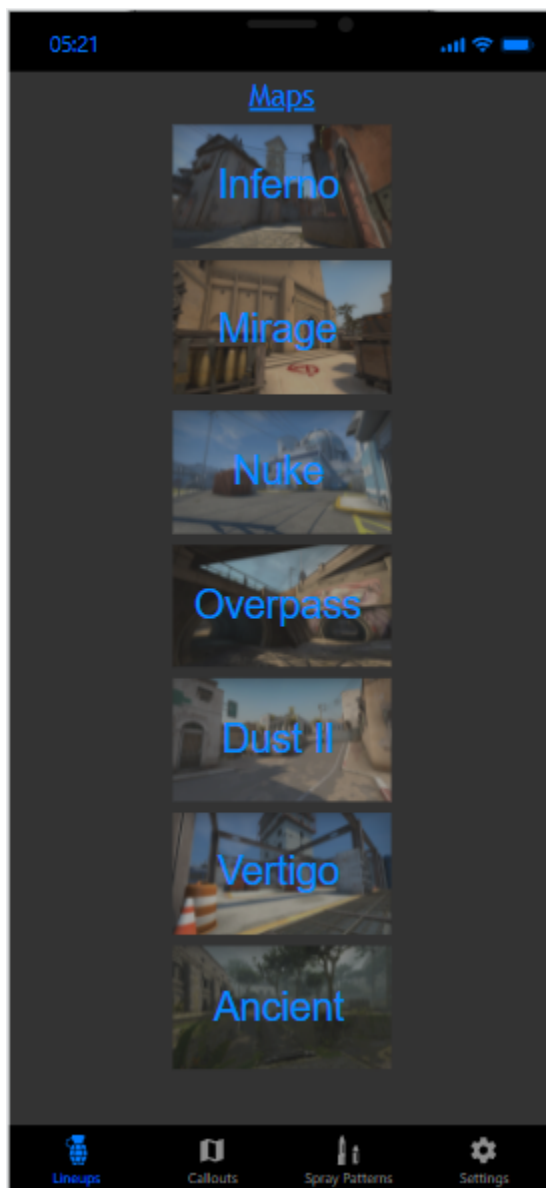 05:21
Maps
Inferno
Mirage
Nuke
Overpass
Dust II
Vertigo
Ancient
Lineups Callouts Spray Patterns Settings